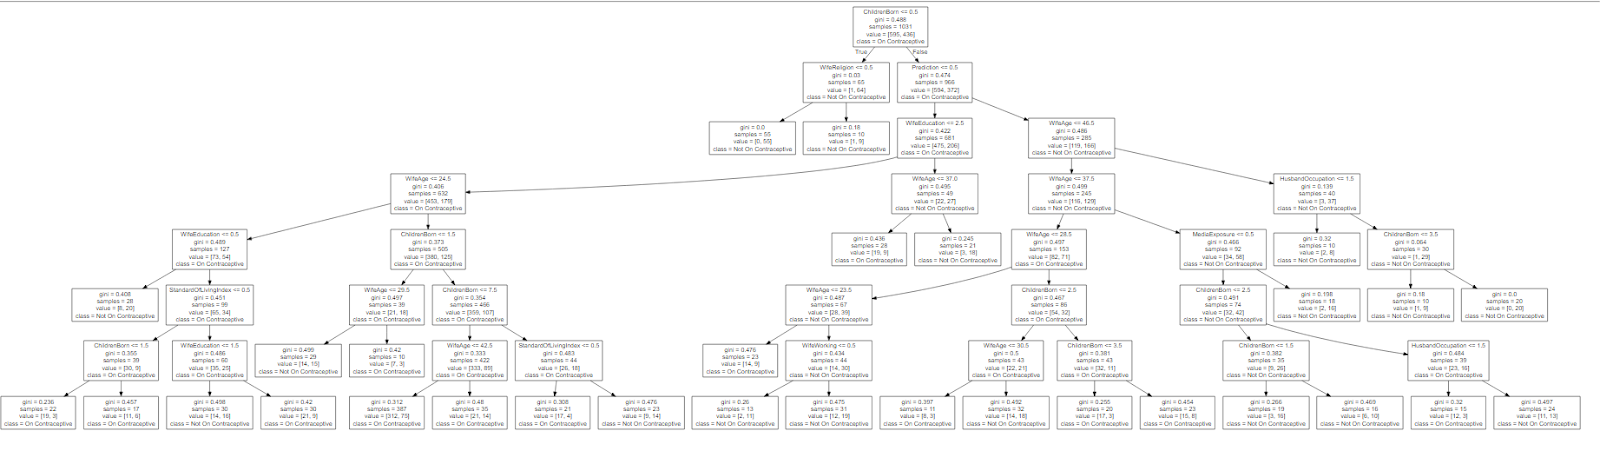 ChildrenBorn <= 0.5
gini = 0.488
samples = 1031
value = [595, 436]
class = On Contraceptive
True
False
WifeReligion <= 0.5
gini = 0.03
samples = 65
value = [1, 64]
class = Not On Contraceptive
Prediction <= 0.5
gini = 0.474
samples = 966
value = [594, 372]
class = On Contraceptive
gini = 0.0
samples = 55
value = [0, 55]
class = Not On Contraceptive
gini = 0.18
samples = 10
value = [1, 9]
class = Not On Contraceptive
WifeEducation <= 2.5
gini = 0.422
samples = 681
value = [475, 206]
class = On Contraceptive
WifeAge <= 46.5
gini = 0.486
samples = 285
value = [119, 166]
class = Not On Contraceptive
WifeAge <= 24.5
gini = 0.406
samples = 632
value = [453, 179]
class = On Contraceptive
WifeAge <= 37.0
gini = 0.495
samples = 49
value = [22, 27]
class = Not On Contraceptive
WifeAge <= 37.5
gini = 0.499
samples = 245
value = [116, 129]
class = Not On Contraceptive
HusbandOccupation <= 1.5
gini = 0.139
samples = 40
value = [3, 37]
class = Not On Contraceptive
WifeEducation <= 0.5
gini = 0.489
samples = 127
value = [73, 54]
class = On Contraceptive
ChildrenBorn <= 1.5
gini = 0.373
samples = 505
value = [380, 125]
class = On Contraceptive
gini = 0.436
samples = 28
value = [19, 9]
class = On Contraceptive
gini = 0.245
samples = 21
value = [3, 18]
class = Not On Contraceptive
WifeAge <= 28.5
gini = 0.497
samples = 153
value = [82, 71]
class = On Contraceptive
MediaExposure <= 0.5
gini = 0.466
samples = 92
value = [34, 58]
class = Not On Contraceptive
gini = 0.32
samples = 10
value = [2, 8]
class = Not On Contraceptive
ChildrenBorn <= 3.5
gini = 0.064
samples = 30
value = [1, 29]
class = Not On Contraceptive
gini = 0.408
samples = 28
value = [8, 20]
class = Not On Contraceptive
StandardOfLivingIndex <= 0.5
gini = 0.451
samples = 99
value = [65, 34]
class = On Contraceptive
WifeAge <= 29.5
gini = 0.497
samples = 39
value = [21, 18]
class = On Contraceptive
ChildrenBorn <= 7.5
gini = 0.354
samples = 466
value = [359, 107]
class = On Contraceptive
WifeAge <= 23.5
gini = 0.487
samples = 67
value = [28, 39]
class = Not On Contraceptive
ChildrenBorn <= 2.5
gini = 0.467
samples = 86
value = [54, 32]
class = On Contraceptive
ChildrenBorn <= 2.5
gini = 0.491
samples = 74
value = [32, 42]
class = Not On Contraceptive
gini = 0.198
samples = 18
value = [2, 16]
class = Not On Contraceptive
gini = 0.18
samples = 10
value = [1, 9]
class = Not On Contraceptive
gini = 0.0
samples = 20
value = [0, 20]
class = Not On Contraceptive
ChildrenBorn <= 1.5
gini = 0.355
samples = 39
value = [30, 9]
class = On Contraceptive
WifeEducation <= 1.5
gini = 0.486
samples = 60
value = [35, 25]
class = On Contraceptive
gini = 0.499
samples = 29
value = [14, 15]
class = Not On Contraceptive
gini = 0.42
samples = 10
value = [7, 3]
class = On Contraceptive
WifeAge <= 42.5
gini = 0.333
samples = 422
value = [333, 89]
class = On Contraceptive
StandardOfLivingIndex <= 0.5
gini = 0.483
samples = 44
value = [26, 18]
class = On Contraceptive
gini = 0.476
samples = 23
value = [14, 9]
class = On Contraceptive
WifeWorking <= 0.5
gini = 0.434
samples = 44
value = [14, 30]
class = Not On Contraceptive
WifeAge <= 30.5
gini = 0.5
samples = 43
value = [22, 21]
class = On Contraceptive
ChildrenBorn <= 3.5
gini = 0.381
samples = 43
value = [32, 11]
class = On Contraceptive
ChildrenBorn <= 1.5
gini = 0.382
samples = 35
value = [9, 26]
class = Not On Contraceptive
HusbandOccupation <= 1.5
gini = 0.484
samples = 39
value = [23, 16]
class = On Contraceptive
gini = 0.236
samples = 22
value = [19, 3]
class = On Contraceptive
gini = 0.457
samples = 17
value = [11, 6]
class = On Contraceptive
gini = 0.498
samples = 30
value = [14, 16]
class = Not On Contraceptive
gini = 0.42
samples = 30
value = [21, 9]
class = On Contraceptive
gini = 0.312
samples = 387
value = [312, 75]
class = On Contraceptive
gini = 0.48
samples = 35
value = [21, 14]
class = On Contraceptive
gini = 0.308
samples = 21
value = [17, 4]
class = On Contraceptive
gini = 0.476
samples = 23
value = [9, 14]
class = Not On Contraceptive
gini = 0.26
samples = 13
value = [2, 11]
class = Not On Contraceptive
gini = 0.475
samples = 31
value = [12, 19]
class = Not On Contraceptive
gini = 0.397
samples = 11
value = [8, 3]
class = On Contraceptive
gini = 0.492
samples = 32
value = [14, 18]
class = Not On Contraceptive
gini = 0.255
samples = 20
value = [17, 3]
class = On Contraceptive
gini = 0.454
samples = 23
value = [15, 8]
class = On Contraceptive
gini = 0.266
samples = 19
value = [3, 16]
class = Not On Contraceptive
gini = 0.469
samples = 16
value = [6, 10]
class = Not On Contraceptive
gini = 0.32
samples = 15
value = [12, 3]
class = On Contraceptive
gini = 0.497
samples = 24
value = [11, 13]
class = Not On Contraceptive